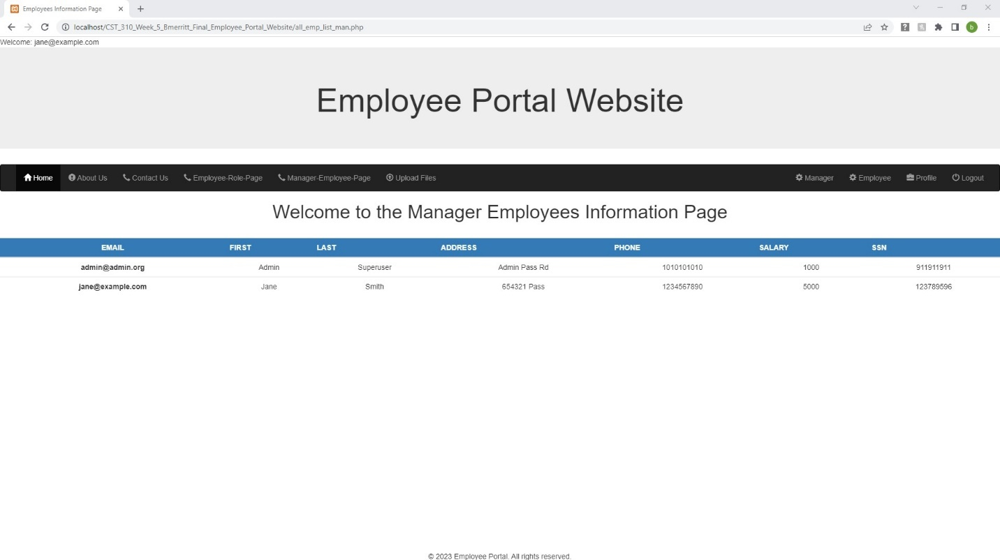 Employees Information Page
localhost/CST_310_Week_5_Bmerritt_Final_Employee_Portal_Website/all_emp_list_man.php
b
Welcome: jane@example.com
Employee Portal Website
Home About Us Contact Us Employee-Role-Page Manager-Employee-Page Upload Files Manager Employee Profile Logout
Welcome to the Manager Employees Information Page
EMAIL FIRST LAST ADDRESS PHONE SALARY SSN
admin@admin.org Admin Superuser Admin Pass Rd 1010101010 1000 911911911
jane@example.com Jane Smith 654321 Pass 1234567890 5000 123789596
© 2023 Employee Portal. All rights reserved.